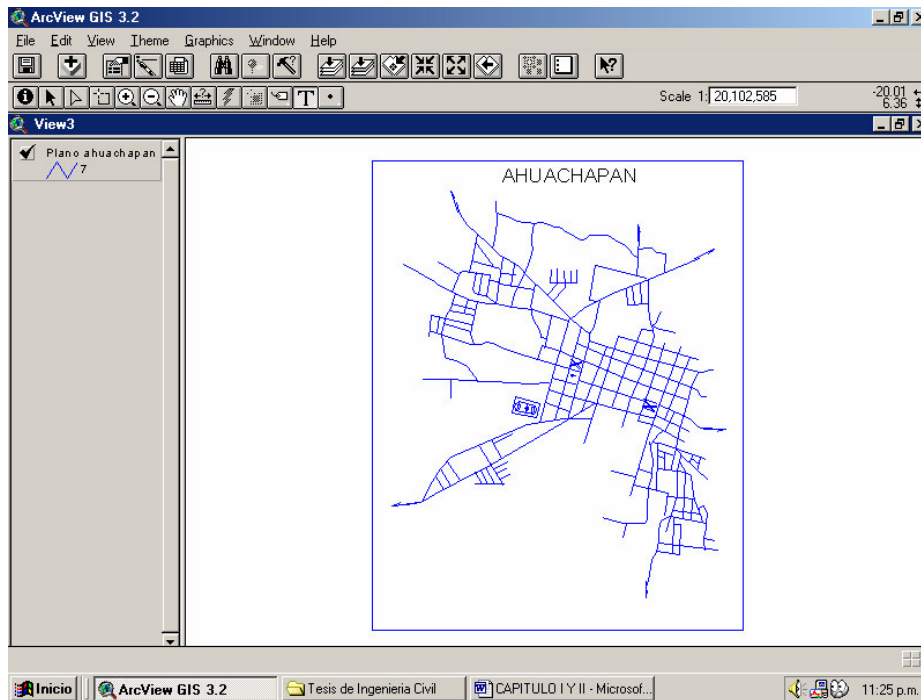 ArcView GIS 3.2
File Edit View Theme Graphics Window Help
Scale 1: 20,102,585
-20.01
6.36
View3
Plano ahuachapan
7
AHUACHAPAN
Inicio
ArcView GIS 3.2
Tesis de Ingenieria Civil
CAPITULO I Y II - Microsof...
11:25 p.m.